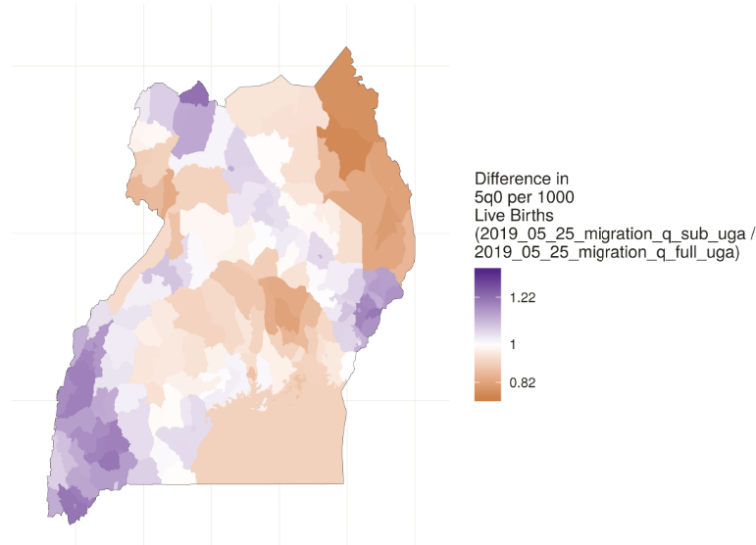 Difference in
5q0 per 1000
Live Births
(2019_05_25_migration_q_sub_uga /
2019_05_25_migration_q_full_uga)
1.22
1
0.82